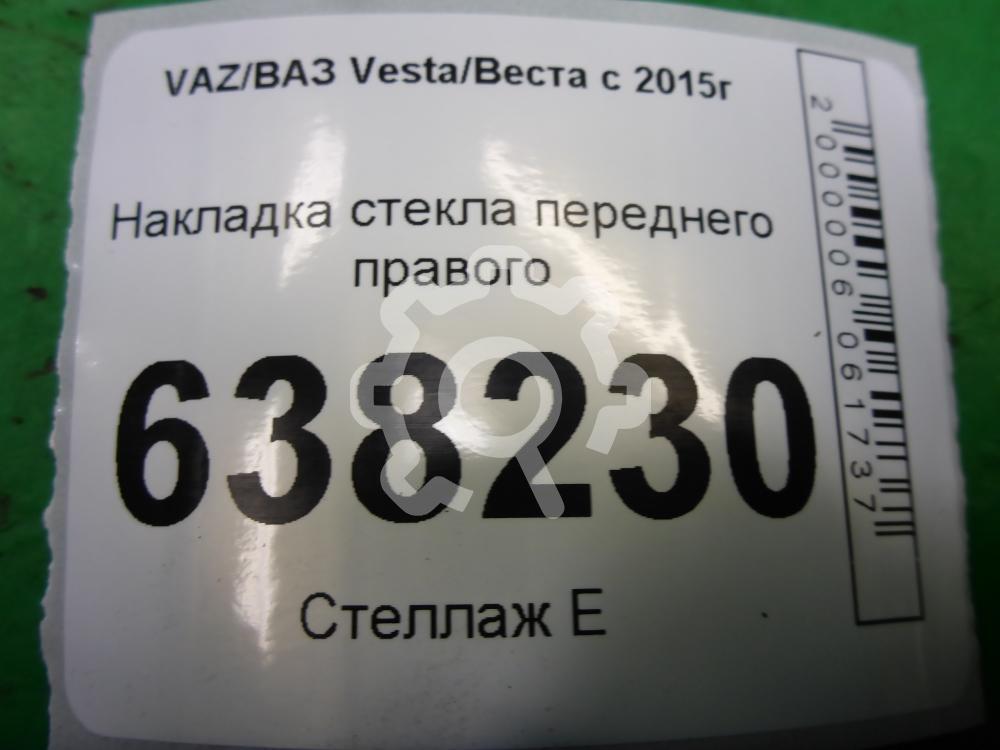 VAZ/ВАЗ Vesta/Веста с 2015г
Накладка стекла переднего
правого
638230
Стеллаж Е
2000006061737